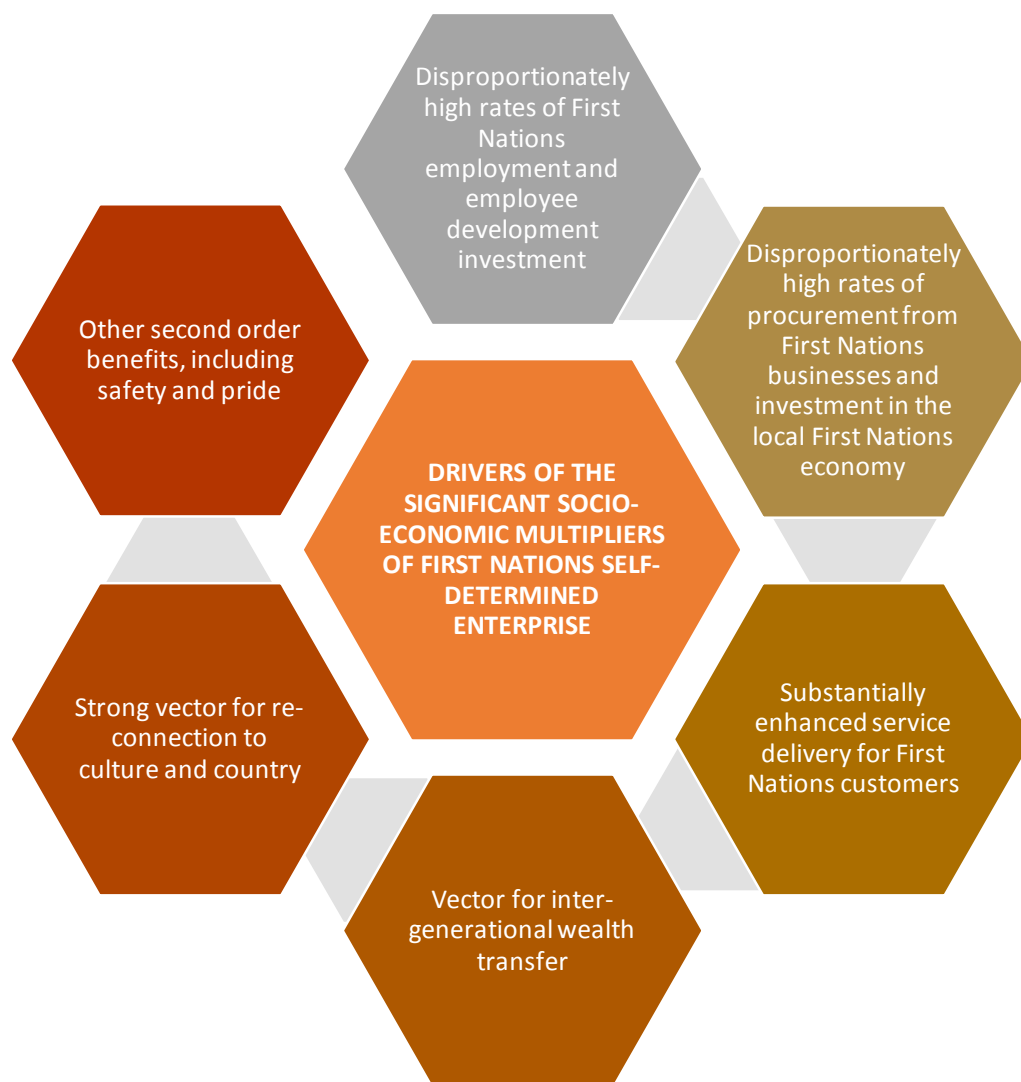 Disproportionately
high rates of First
Nations
employment and
employee
development
investment
Disproportionately
high rates of
procurement from
First Nations
businesses and
investment in the
local First Nations
economy
Other second order
benefits, including
safety and pride
DRIVERS OF THE
SIGNIFICANT SOCIO-
ECONOMIC MULTIPLIERS
OF FIRST NATIONS SELF-
DETERMINED
ENTERPRISE
Substantially
enhanced service
delivery for First
Nations customers
Strong vector for re-
connection to
culture and country
Vector for inter-
generational wealth
transfer